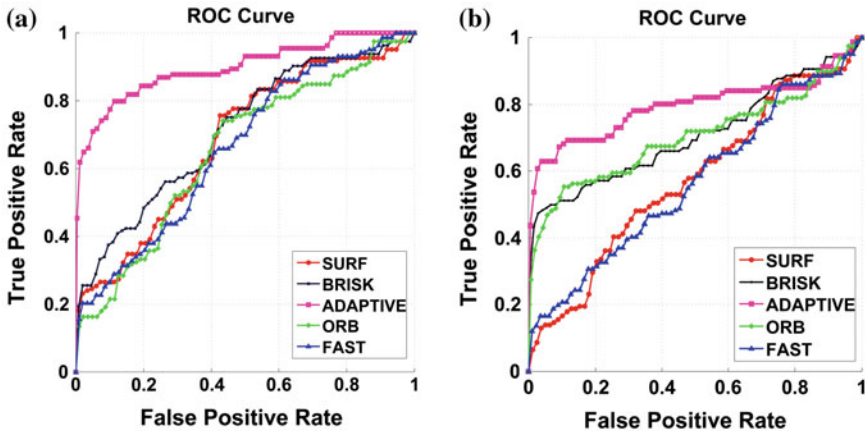 (a)
ROC Curve
True Positive Rate
1
0.8
0.6
0.4
0.2
0
0
0.2
0.4
0.6
0.8
1
False Positive Rate
SURF
BRISK
ADAPTIVE
ORB
FAST
(b)
ROC Curve
True Positive Rate
1
0.8
0.6
0.4
0.2
0
0
0.2
0.4
0.6
0.8
1
False Positive Rate
SURF
BRISK
ADAPTIVE
ORB
FAST